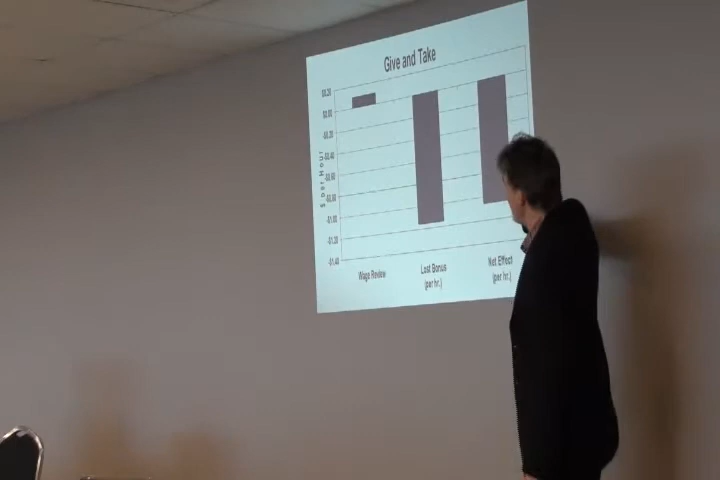 Give and Take
$ per Hour
$0.20
$0.00
-$0.20
-$0.40
-$0.60
-$0.80
-$1.00
-$1.20
-$1.40
Wage Review
Lost Bonus
(per hr.)
Net Effect
(per hr.)